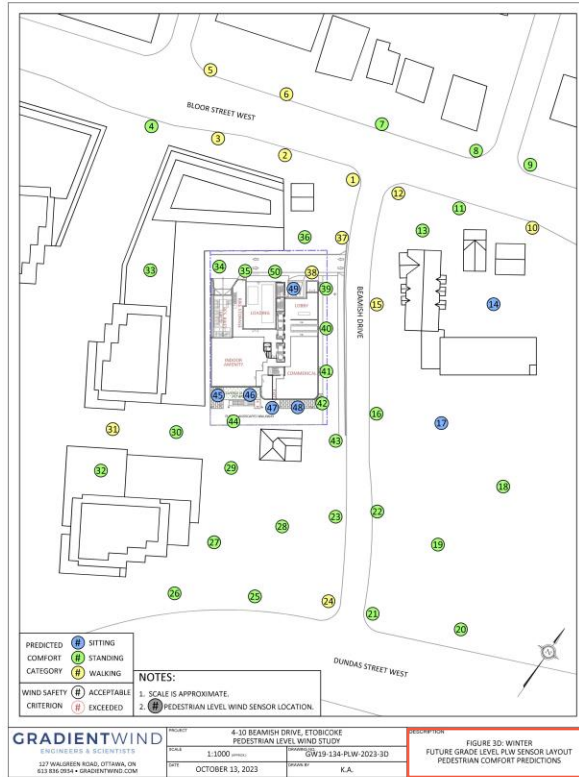 5
6
BLOOR STREET WEST
4
7
3
2
8
9
1
12
11
10
36
37
13
33
34
35
50
38
49
39
14
LOADING
LOBBY
15
40
BEAMISH DRIVE
INDOOR
AMENITY
COMMERCIAL
41
45
46
47
48
42
16
17
31
30
44
43
32
29
18
22
23
28
27
19
26
25
24
21
20
DUNDAS STREET WEST
PREDICTED
COMFORT
CATEGORY
# SITTING
# STANDING
# WALKING
WIND SAFETY
CRITERION
# ACCEPTABLE
# EXCEEDED
NOTES:
1. SCALE IS APPROXIMATE.
2. # PEDESTRIAN LEVEL WIND SENSOR LOCATION.
GRADIENTWIND
ENGINEERS & SCIENTISTS
127 WALGREEN ROAD, OTTAWA, ON
613 836 0934 • GRADIENTWIND.COM
PROJECT
4-10 BEAMISH DRIVE, ETOBICOKE
PEDESTRIAN LEVEL WIND STUDY
SCALE
1:1000 (APPROX.)
DRAWING NO.
GW19-134-PLW-2023-3D
DATE
OCTOBER 13, 2023
DRAWN BY
K.A.
DESCRIPTION
FIGURE 3D: WINTER
FUTURE GRADE LEVEL PLW SENSOR LAYOUT
PEDESTRIAN COMFORT PREDICTIONS